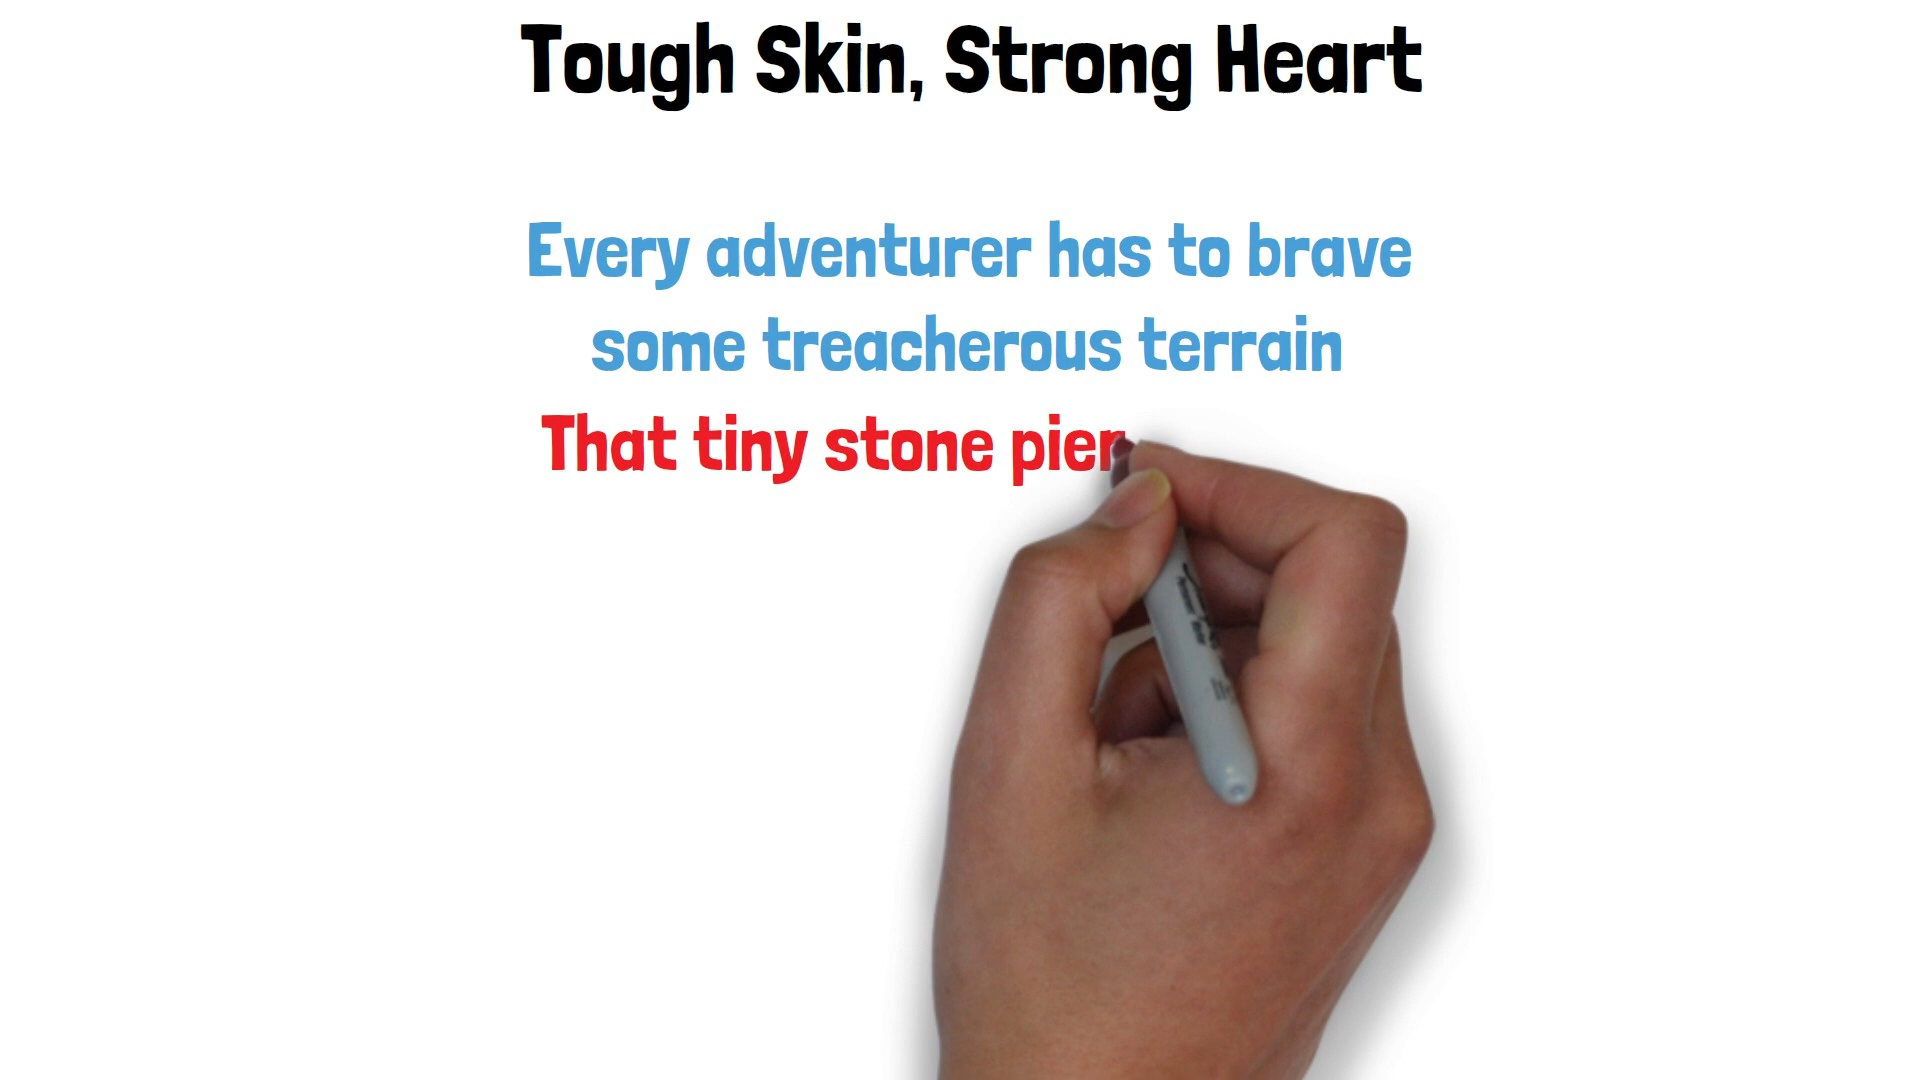 Tough Skin, Strong Heart
Every adventurer has to brave
some treacherous terrain
That tiny stone pier